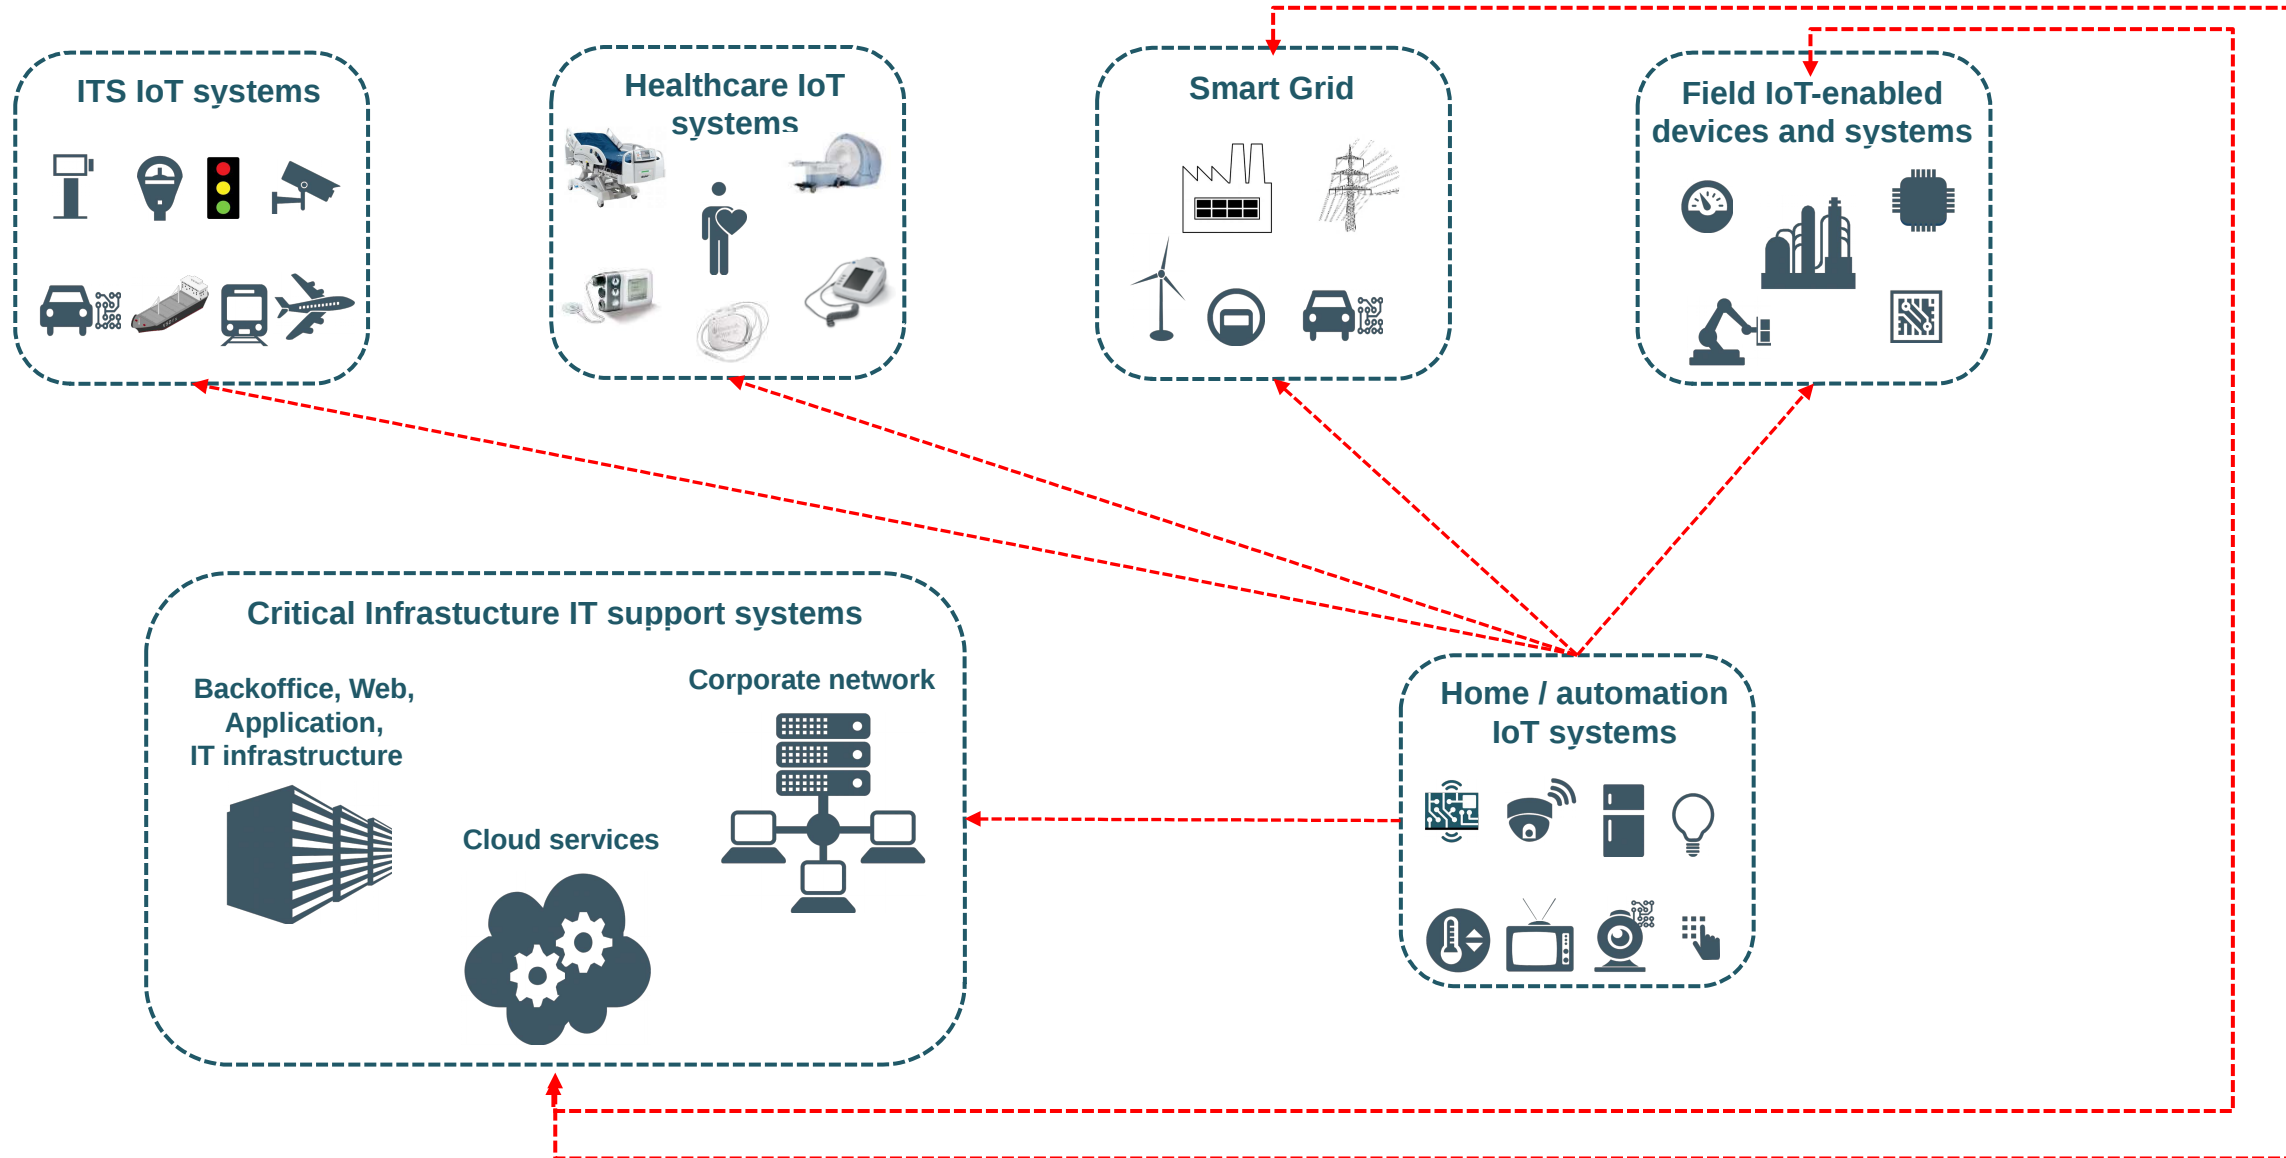 ITS IoT systems
Healthcare IoT
systems
Smart Grid
Field IoT-enabled
devices and systems
Critical Infrastucture IT support systems
Backoffice, Web,
Application,
IT infrastructure
Cloud services
Corporate network
Home / automation
IoT systems